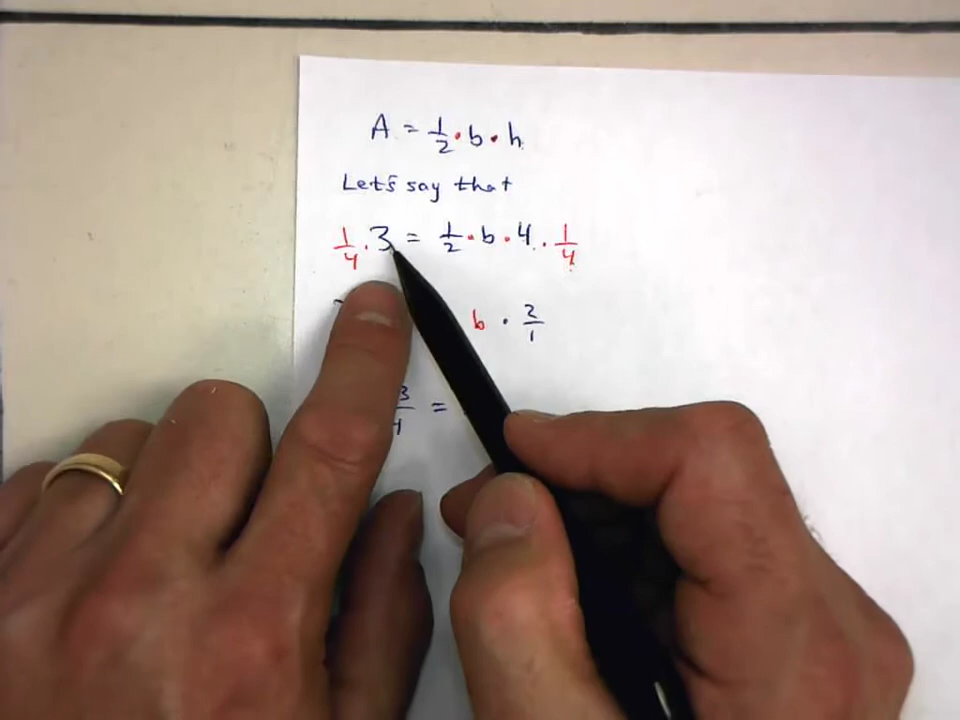 A = 1/2 · b · h
Let's say that
1/4 · 3 = 1/2 · b · 4 · 1/4
b · 2/1
3/4 =